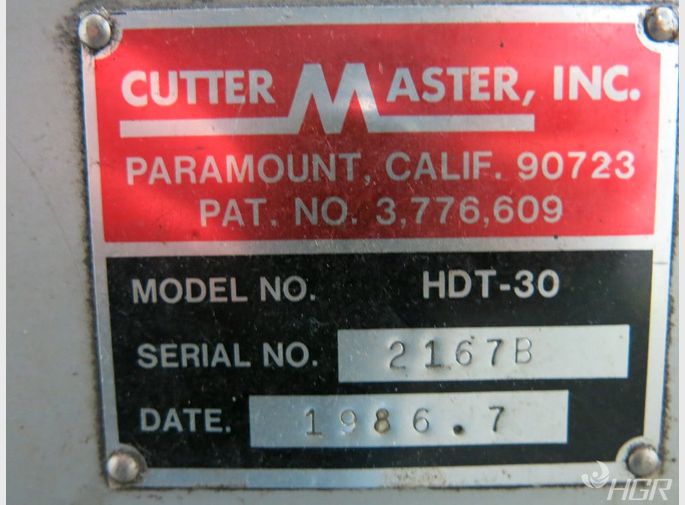 CUTTER MASTER, INC.
PARAMOUNT, CALIF. 90723
PAT. NO. 3,776,609
MODEL NO. HDT-30
SERIAL NO. 2167B
DATE. 1986.7
HGR